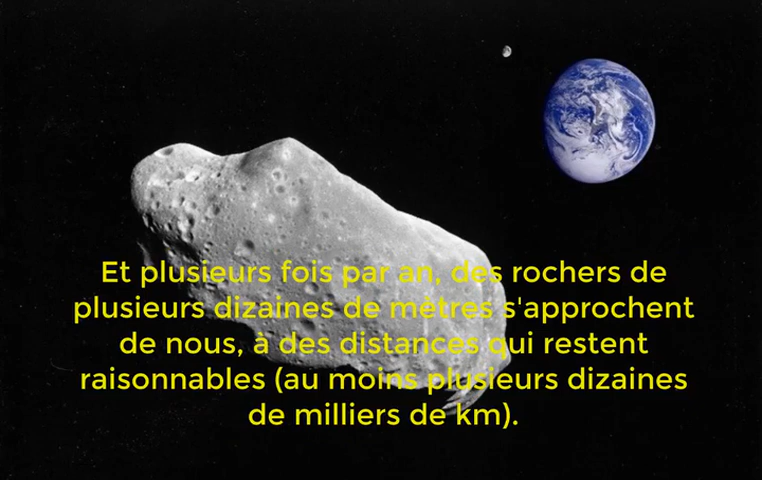 Et plusieurs fois par an, des rochers de
plusieurs dizaines de mètres s'approchent
de nous, à des distances qui restent
raisonnables (au moins plusieurs dizaines
de milliers de km).